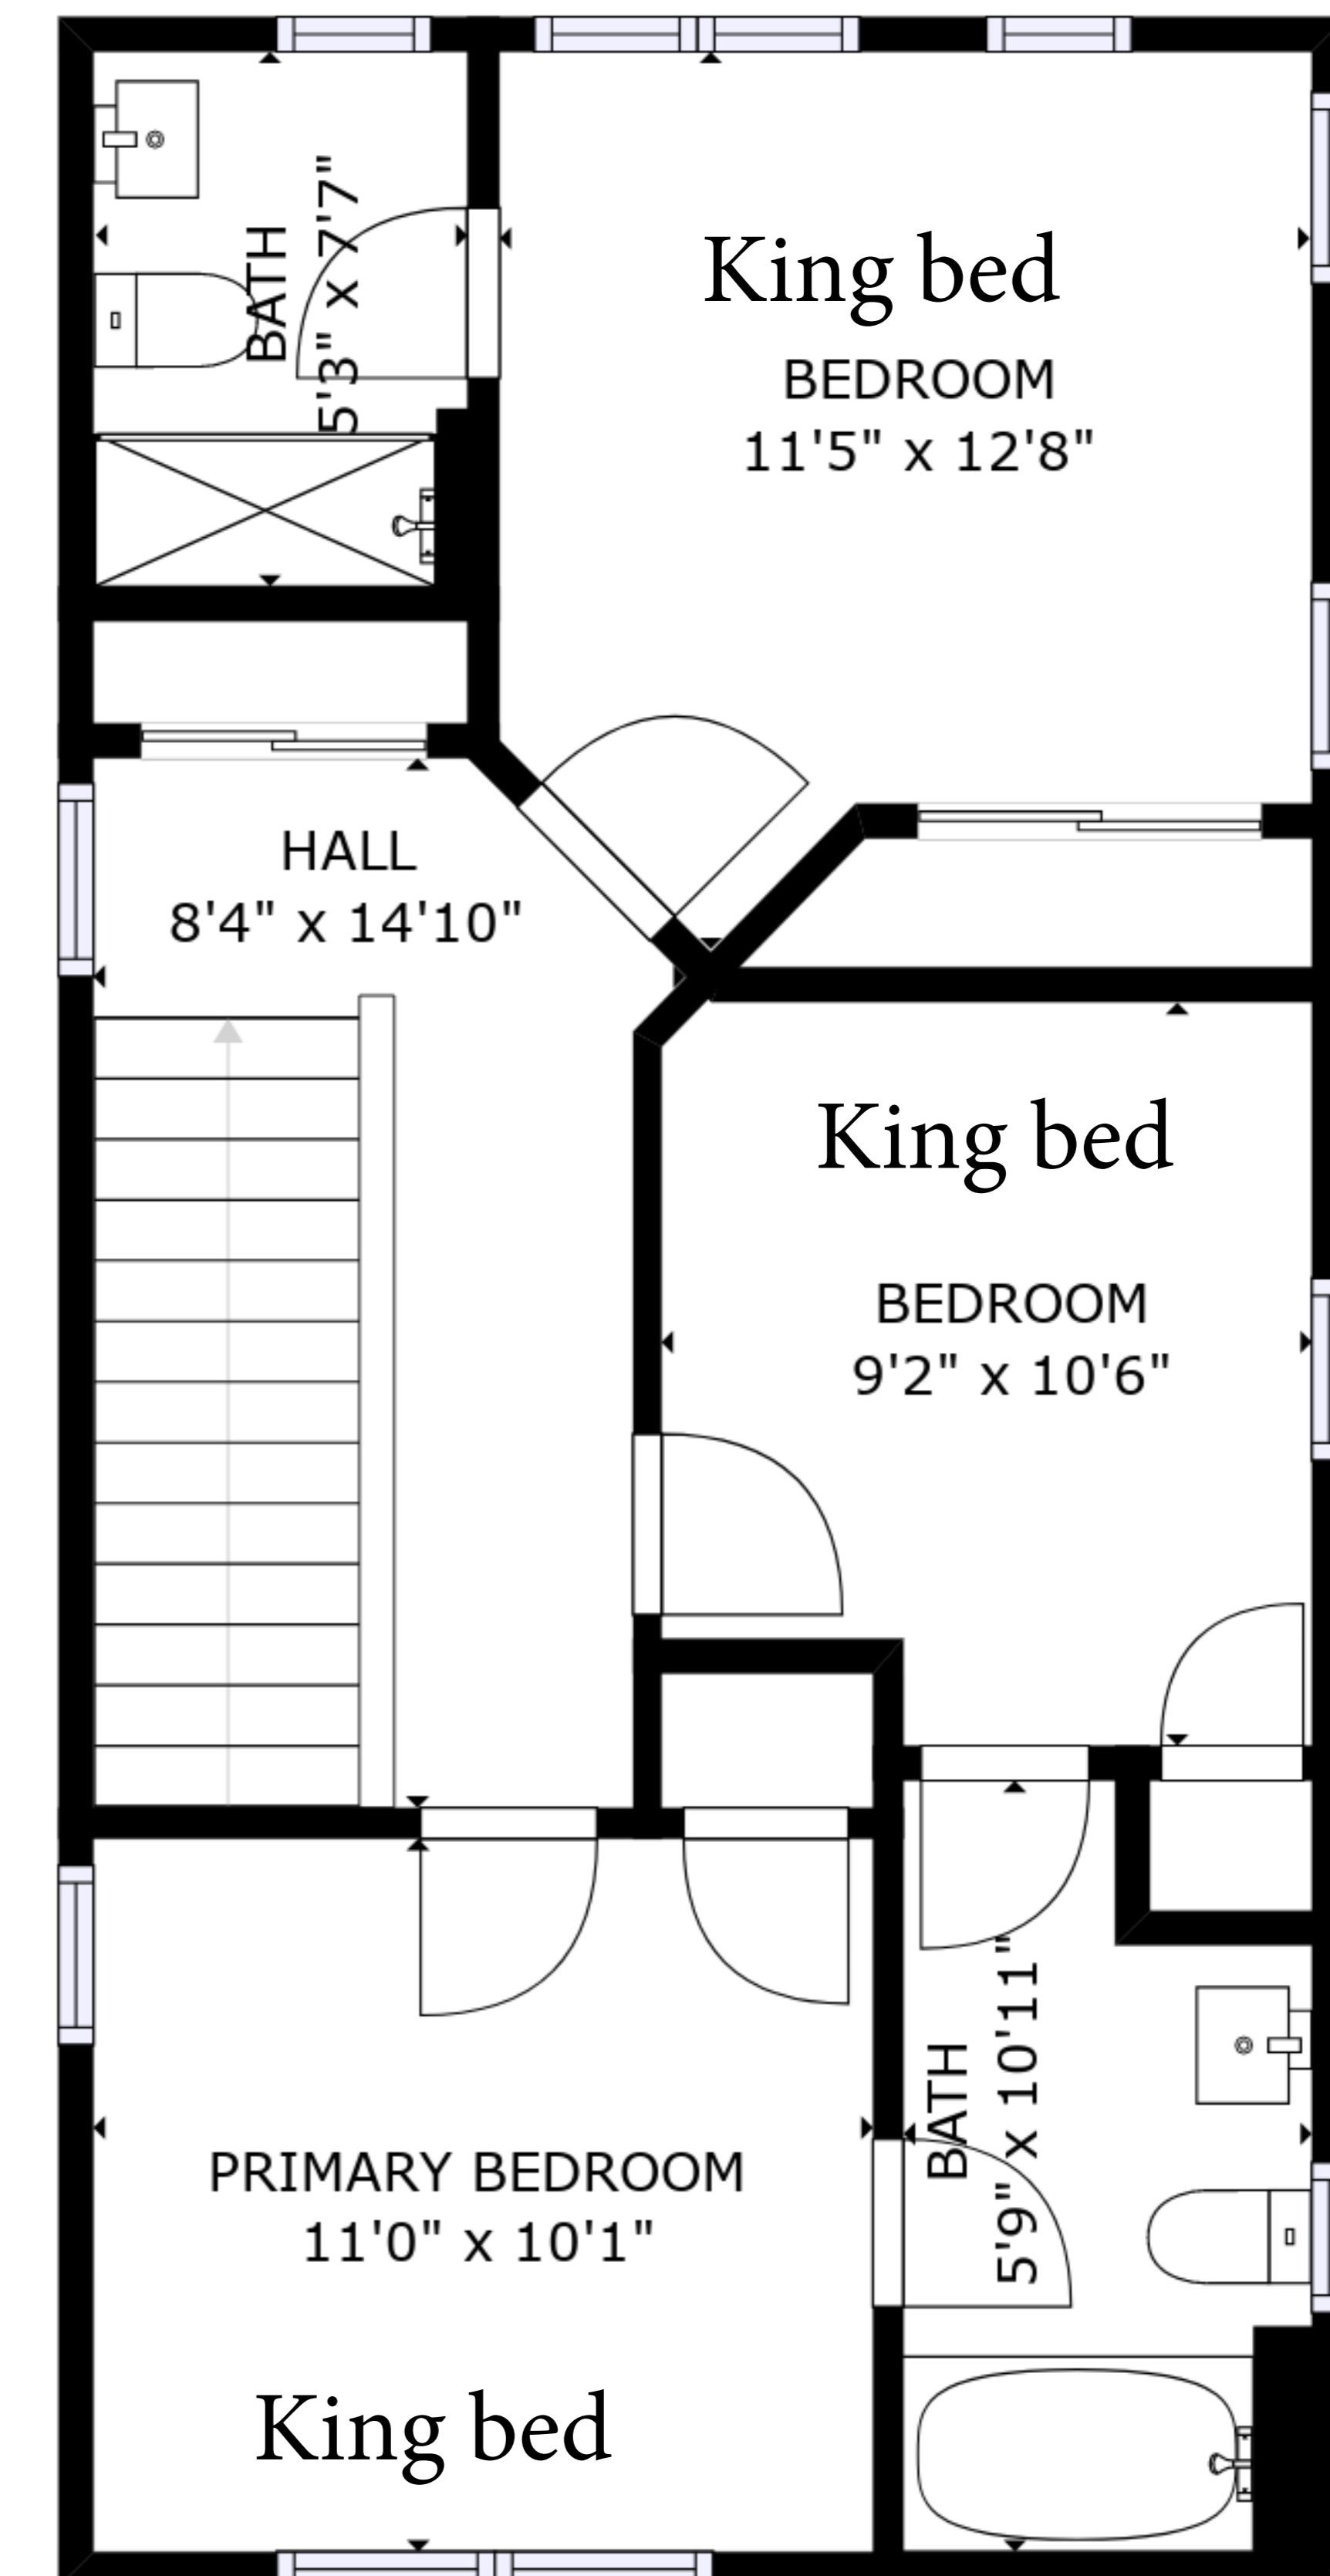 BATH
5'3" x 7'7"
King bed
BEDROOM
11'5" x 12'8"
HALL
8'4" x 14'10"
King bed
BEDROOM
9'2" x 10'6"
BATH
5'9" x 10'11"
PRIMARY BEDROOM
11'0" x 10'1"
King bed